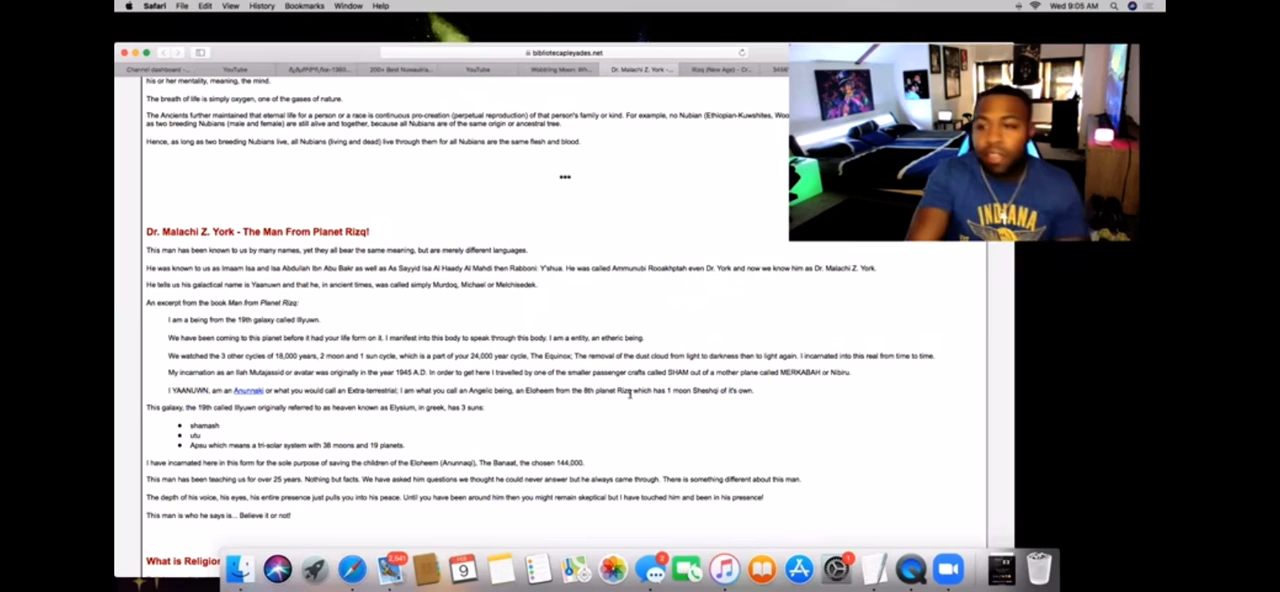 Safari File Edit View History Bookmarks Window Help Wed 9:05 AM
bibliotecapleyades.net
Channel dashboard -... YouTube 200+ Best Nuwaubia... YouTube Wobbling Moon: Wh... Dr. Malachi Z. York -... Rizq (New Age) - Cr...
his or her mentality, meaning, the mind.
The breath of life is simply oxygen, one of the gases of nature.
The Ancients further maintained that eternal life for a person or a race is continuous pro-creation (perpetual reproduction) of that person's family or kind. For example, no Nubian (Ethiopian-Kuwshites, Woo
as two breeding Nubians (male and female) are still alive and together, because all Nubians are of the same origin or ancestral tree.
Hence, as long as two breeding Nubians live, all Nubians (living and dead) live through them for all Nubians are the same flesh and blood.
Dr. Malachi Z. York - The Man From Planet Rizq!
This man has been known to us by many names, yet they all bear the same meaning, but are merely different languages.
He was known to us as Imaam Isa and Isa Abdullah Ibn Abu Bakr as well as As Sayyid Isa Al Haady Al Mahdi then Rabboni: Y'shua. He was called Ammunubi Rooakhptah even Dr. York and now we know him as Dr. Malachi Z. York.
He tells us his galactical name is Yaanuwn and that he, in ancient times, was called simply Murdoq, Michael or Melchisedek.
An excerpt from the book Man from Planet Rizq:
I am a being from the 19th galaxy called Illyuwn.
We have been coming to this planet before it had your life form on it. I manifest into this body to speak through this body. I am a entity, an etheric being.
We watched the 3 other cycles of 18,000 years, 2 moon and 1 sun cycle, which is a part of your 24,000 year cycle, The Equinox; The removal of the dust cloud from light to darkness then to light again. I incarnated into this real from time to time.
My incarnation as an Ilah Mutajassid or avatar was originally in the year 1945 A.D. In order to get here I travelled by one of the smaller passenger crafts called SHAM out of a mother plane called MERKABAH or Nibiru.
I YAANUWN, am an Anunnaki or what you would call an Extra-terrestrial; I am what you call an Angelic being, an Eloheem from the 8th planet Rizq which has 1 moon Sheshqi of it's own.
This galaxy, the 19th called Illyuwn originally referred to as heaven known as Elysium, in greek, has 3 suns:
shamash
utu
Apsu which means a tri-solar system with 38 moons and 19 planets.
I have incarnated here in this form for the sole purpose of saving the children of the Eloheem (Anunnaqi), The Banaat, the chosen 144,000.
This man has been teaching us for over 25 years. Nothing but facts. We have asked him questions we thought he could never answer but he always came through. There is something different about this man.
The depth of his voice, his eyes, his entire presence just pulls you into his peace. Until you have been around him then you might remain skeptical but I have touched him and been in his presence!
This man is who he says is... Believe it or not!
What is Religio
INDIANA
2,541
FEB
9
2
1